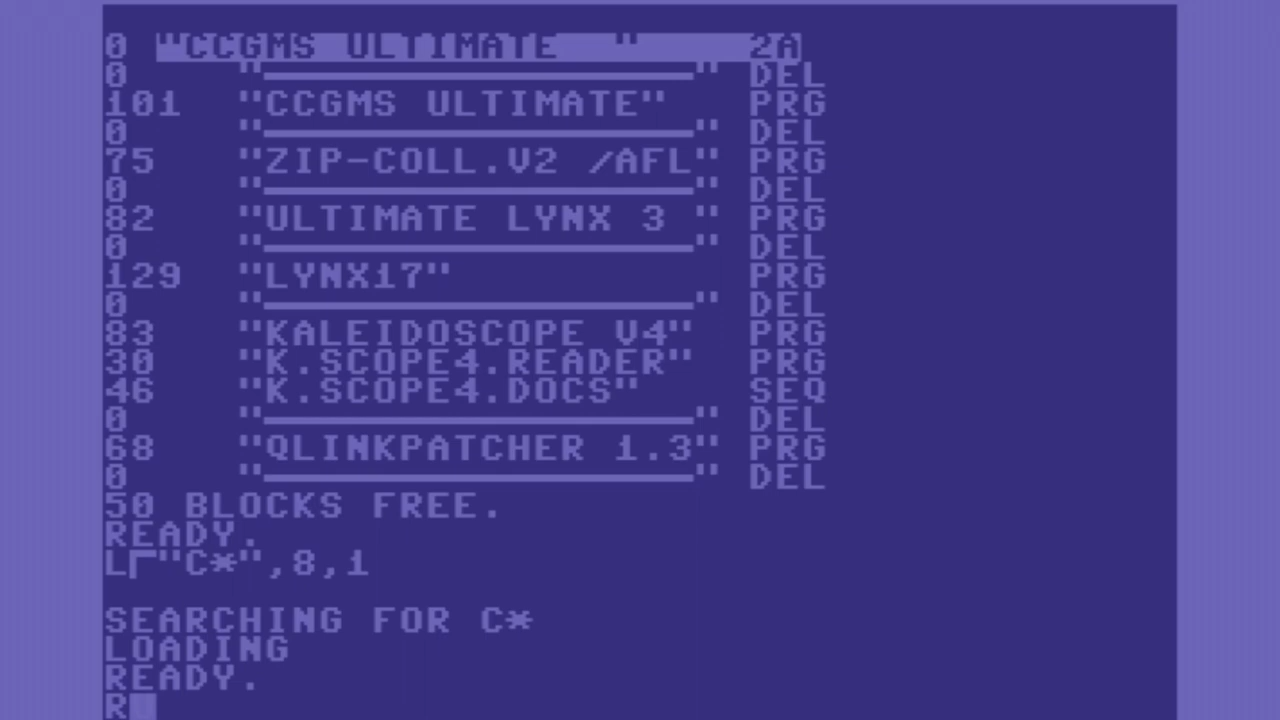 0 "CCGMS ULTIMATE  " 2A
0 "————————————————" DEL
101 "CCGMS ULTIMATE" PRG
0 "————————————————" DEL
75 "ZIP-COLL.V2 /AFL" PRG
0 "————————————————" DEL
82 "ULTIMATE LYNX 3 " PRG
0 "————————————————" DEL
129 "LYNX17" PRG
0 "————————————————" DEL
83 "KALEIDOSCOPE V4" PRG
30 "K.SCOPE4.READER" PRG
46 "K.SCOPE4.DOCS" SEQ
0 "————————————————" DEL
68 "QLINKPATCHER 1.3" PRG
0 "————————————————" DEL
50 BLOCKS FREE.
READY.
L┌"C*",8,1
SEARCHING FOR C*
LOADING
READY.
R